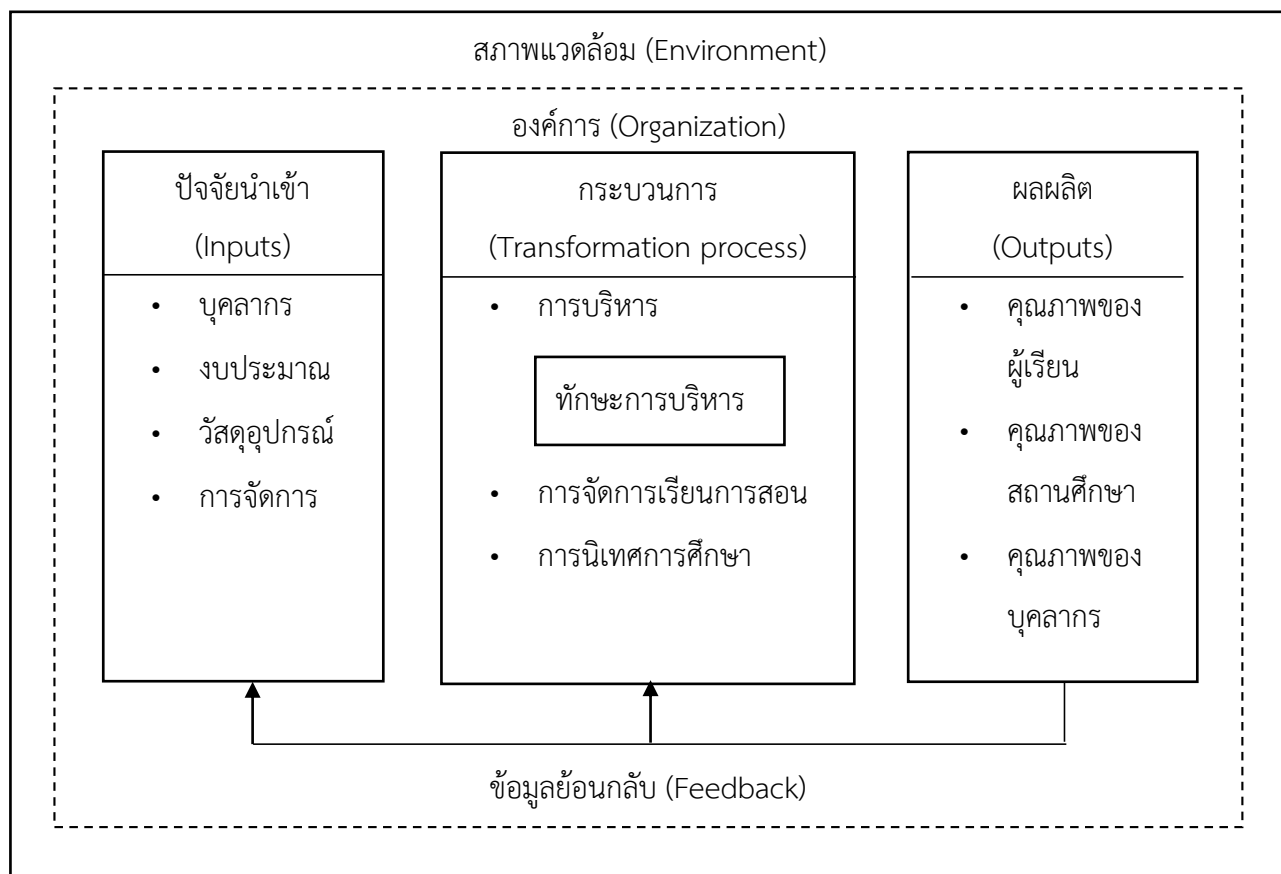 สภาพแวดล้อม (Environment)
องค์การ (Organization)
ปัจจัยนำเข้า
(Inputs)
• บุคลากร
• งบประมาณ
• วัสดุอุปกรณ์
• การจัดการ
กระบวนการ
(Transformation process)
• การบริหาร
ทักษะการบริหาร
• การจัดการเรียนการสอน
• การนิเทศการศึกษา
ผลผลิต
(Outputs)
• คุณภาพของ
ผู้เรียน
• คุณภาพของ
สถานศึกษา
• คุณภาพของ
บุคลากร
ข้อมูลย้อนกลับ (Feedback)